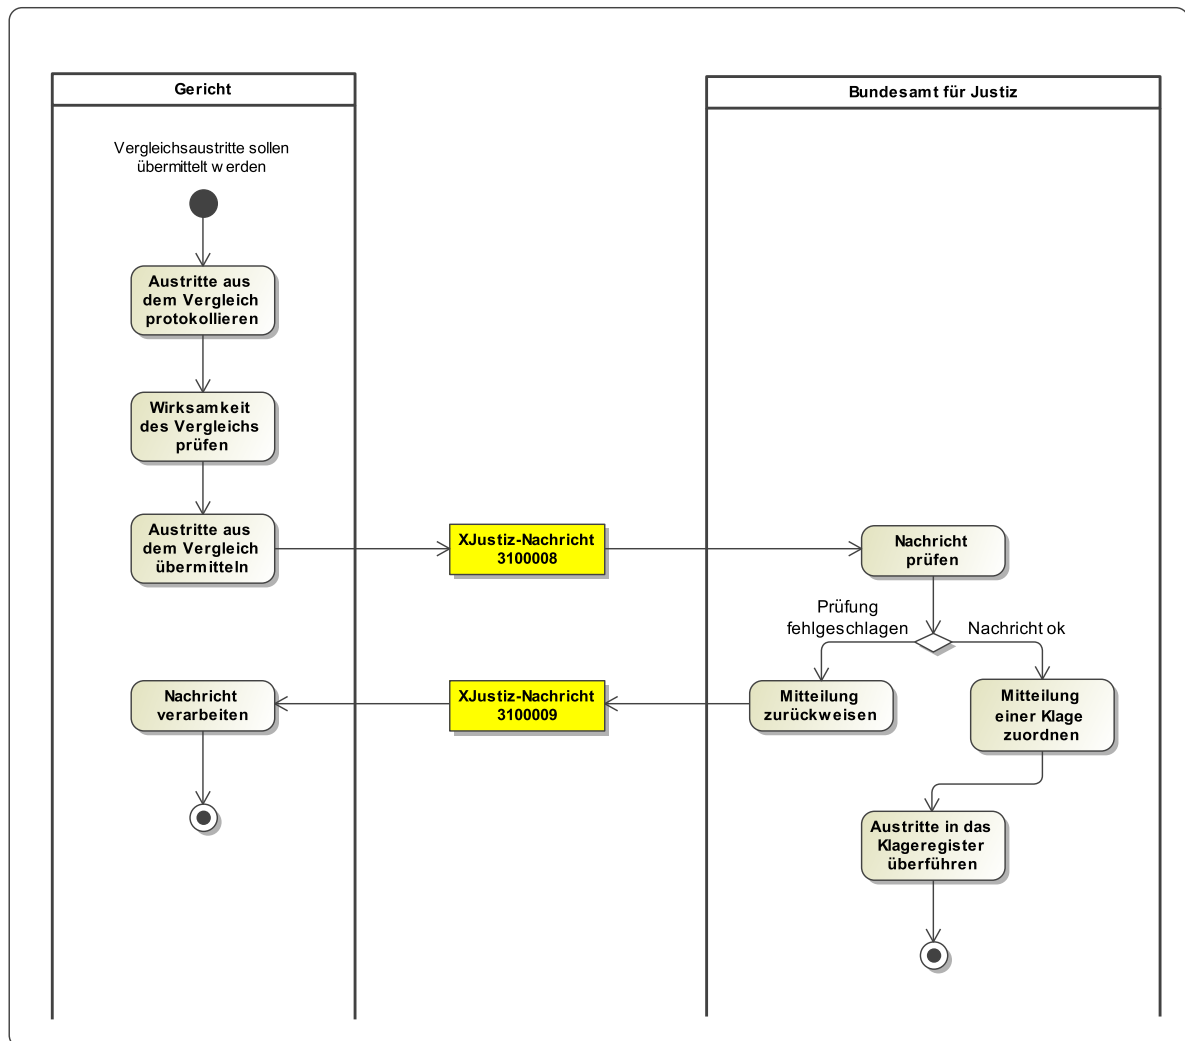 Gericht
Bundesamt für Justiz
Vergleichsaustritte sollen
übermittelt werden
Austritte aus
dem Vergleich
protokollieren
Wirksamkeit
des Vergleichs
prüfen
Austritte aus
dem Vergleich
übermitteln
XJustiz-Nachricht
3100008
Nachricht
prüfen
Prüfung
fehlgeschlagen
Nachricht ok
Nachricht
verarbeiten
XJustiz-Nachricht
3100009
Mitteilung
zurückweisen
Mitteilung
einer Klage
zuordnen
Austritte in das
Klageregister
überführen